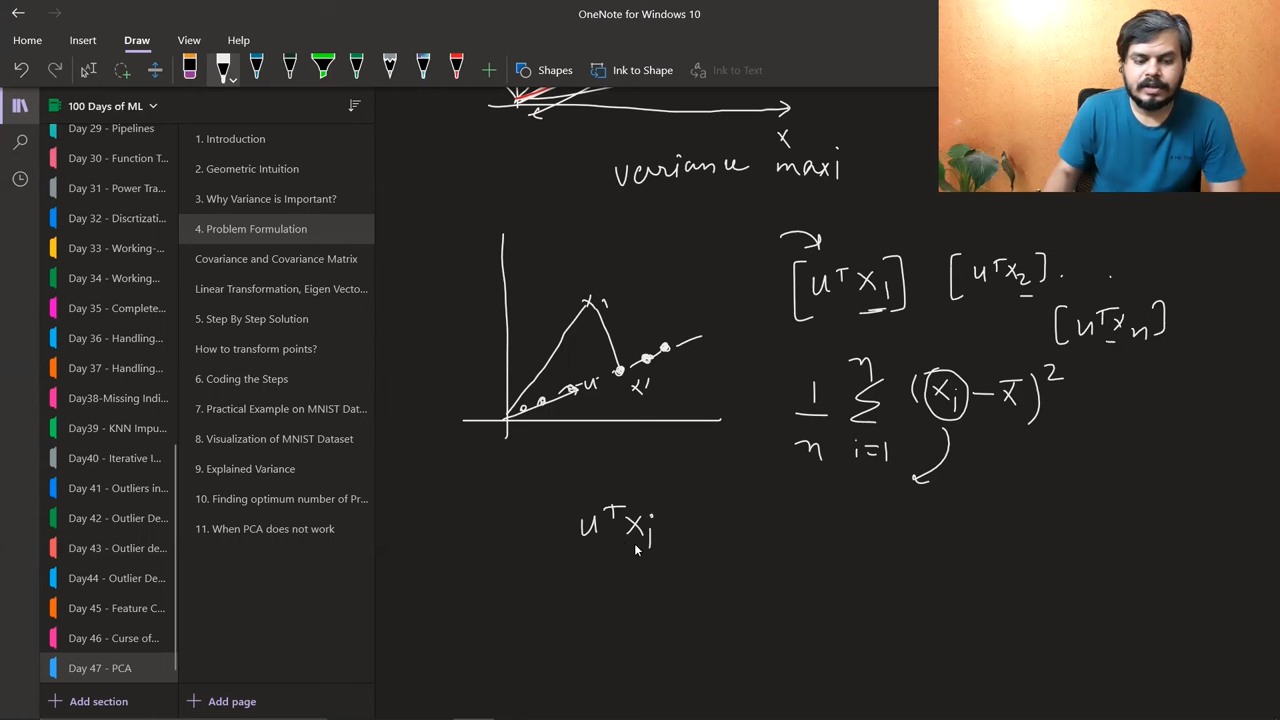 OneNote for Windows 10
Home Insert Draw View Help
Shapes Ink to Shape Ink to Text
100 Days of ML
Day 29 - Pipelines
Day 30 - Function T...
Day 31 - Power Tra...
Day 32 - Discrtizati...
Day 33 - Working-...
Day 34 - Working...
Day 35 - Complete...
Day 36 - Handling...
Day 37 - Handling...
Day38-Missing Indi...
Day39 - KNN Impu...
Day40 - Iterative I...
Day 41 - Outliers in...
Day 42 - Outlier De...
Day 43 - Outlier de...
Day44 - Outlier De...
Day 45 - Feature C...
Day 46 - Curse of...
Day 47 - PCA
Add section
1. Introduction
2. Geometric Intuition
3. Why Variance is Important?
4. Problem Formulation
Covariance and Covariance Matrix
Linear Transformation, Eigen Vecto...
5. Step By Step Solution
How to transform points?
6. Coding the Steps
7. Practical Example on MNIST Dat...
8. Visualization of MNIST Dataset
9. Explained Variance
10. Finding optimum number of Pr...
11. When PCA does not work
Add page
x
variance maxi
x₁
u x'
[uᵀx₁] [uᵀx₂] . .
[uᵀxₙ]
1/n Σ i=1 n (xᵢ – x̄)²
uᵀxᵢ